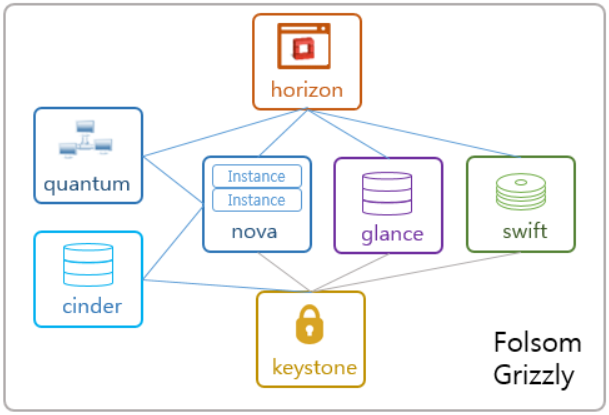 horizon
quantum
Instance
Instance
nova
glance
swift
cinder
keystone
Folsom
Grizzly